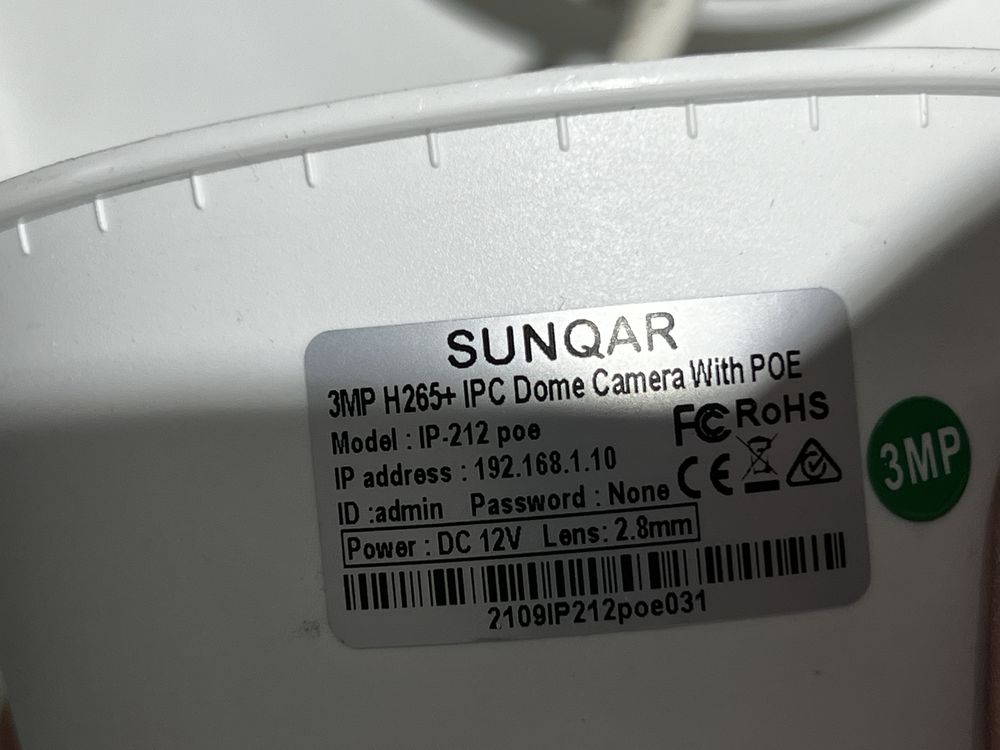 SUNQAR
3MP H265+ IPC Dome Camera With POE
Model : IP-212 poe
FC RoHS
IP address : 192.168.1.10
CE
ID :admin Password : None
Power : DC 12V Lens: 2.8mm
2109IP212poe031
3MP